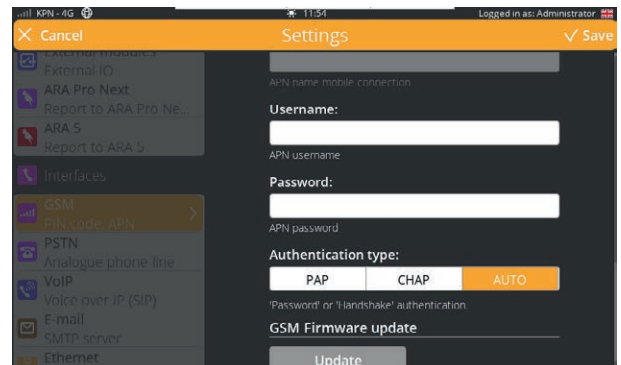 KPN - 4G
11:54
Logged in as: Administrator
Cancel
Settings
Save
External modules
External IO
ARA Pro Next
Report to ARA Pro Ne...
ARA 5
Report to ARA 5
Interfaces
GSM
PIN code, APN
PSTN
Analogue phone line
VoIP
Voice over IP (SIP)
E-mail
SMTP server
Ethernet
APN name mobile connection.
Username:
APN username
Password:
APN password
Authentication type:
PAP
CHAP
AUTO
'Password' or 'Handshake' authentication.
GSM Firmware update
Update